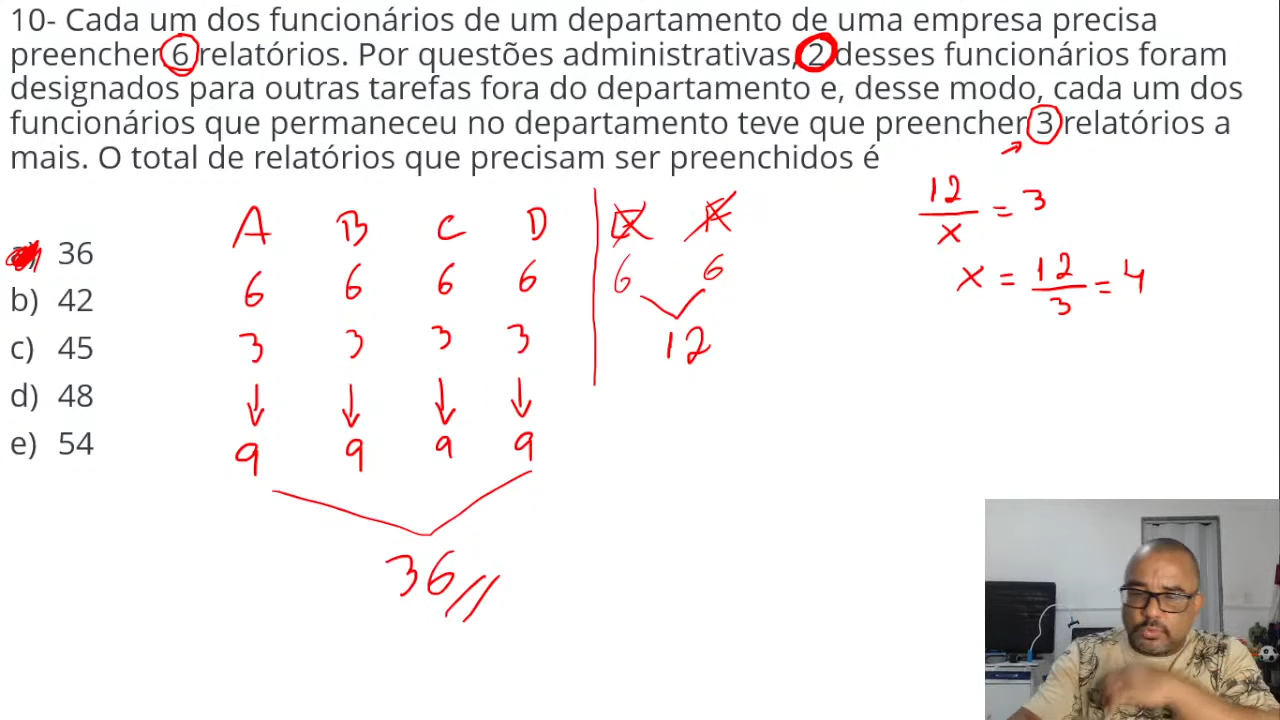 10- Cada um dos funcionários de um departamento de uma empresa precisa
preencher 6 relatórios. Por questões administrativas, 2 desses funcionários foram
designados para outras tarefas fora do departamento e, desse modo, cada um dos
funcionários que permaneceu no departamento teve que preencher 3 relatórios a
mais. O total de relatórios que precisam ser preenchidos é
36
b) 42
c) 45
d) 48
e) 54
A B C D
6 6 6 6 6 6
3 3 3 3 12
9 9 9 9
36
12/x = 3
x = 12/3 = 4